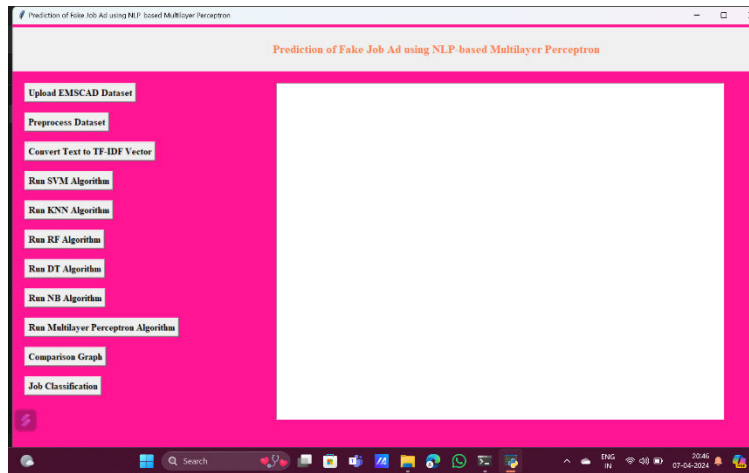 Prediction of Fake Job Ad using NLP-based Multilayer Perceptron
Prediction of Fake Job Ad using NLP-based Multilayer Perceptron
Upload EMSCAD Dataset
Preprocess Dataset
Convert Text to TF-IDF Vector
Run SVM Algorithm
Run KNN Algorithm
Run RF Algorithm
Run DT Algorithm
Run NB Algorithm
Run Multilayer Perceptron Algorithm
Comparison Graph
Job Classification
Search
ENG
IN
20:46
07-04-2024